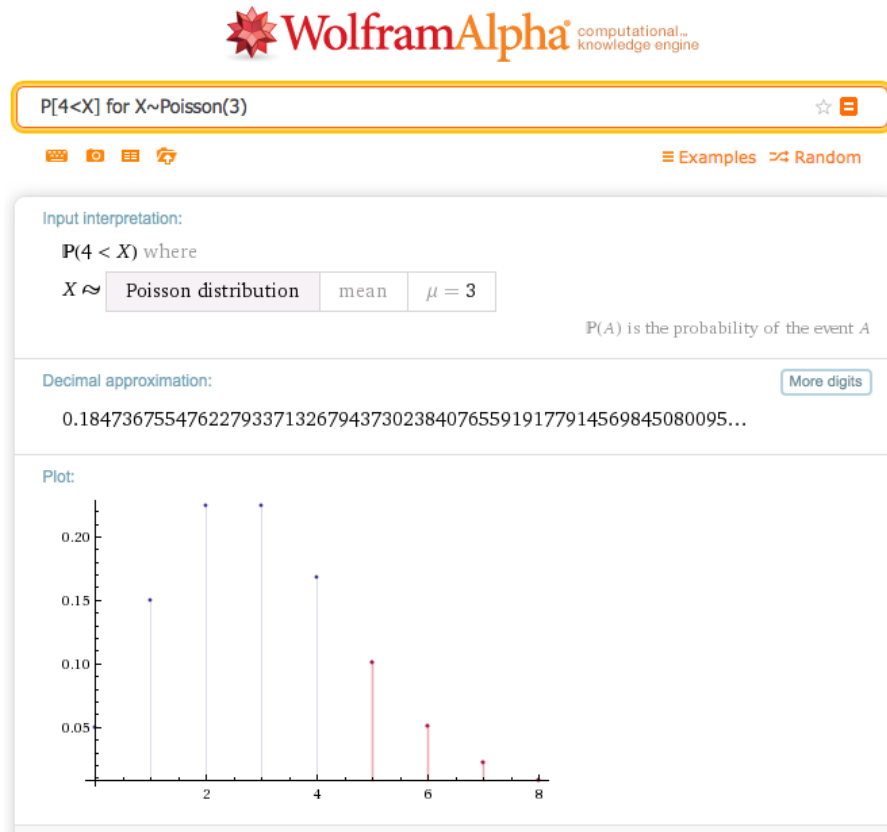 WolframAlpha® computational... knowledge engine
P[4<X] for X~Poisson(3)
Examples Random
Input interpretation:
ℙ(4 < X) where
X ≈ Poisson distribution mean μ = 3
ℙ(A) is the probability of the event A
Decimal approximation:
More digits
0.184736755476227933713267943730238407655919177914569845080095...
Plot:
0.20
0.15
0.10
0.05
2 4 6 8